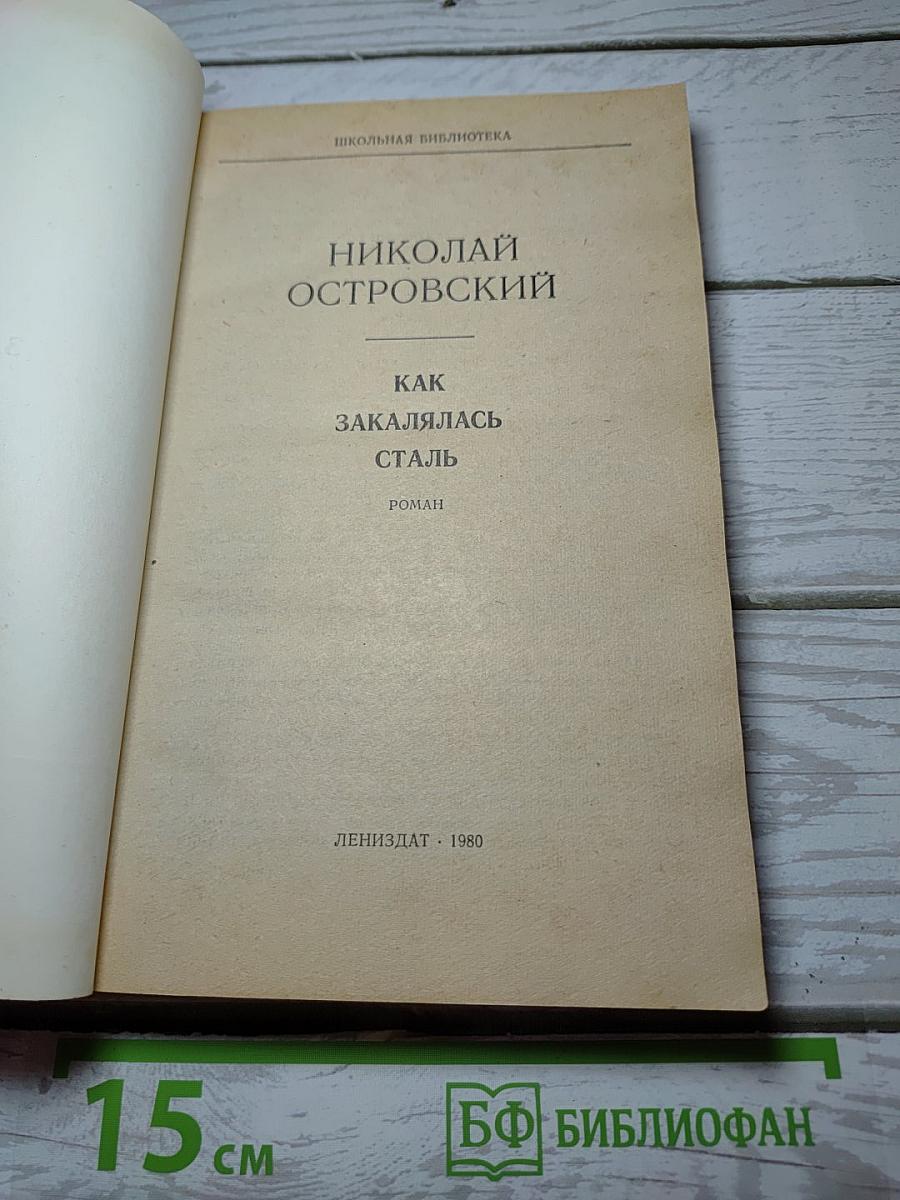 ШКОЛЬНАЯ БИБЛИОТЕКА
НИКОЛАЙ
ОСТРОВСКИЙ
КАК
ЗАКАЛЯЛАСЬ
СТАЛЬ
РОМАН
ЛЕНИЗДАТ · 1980
15 см
БФ БИБЛИОФАН